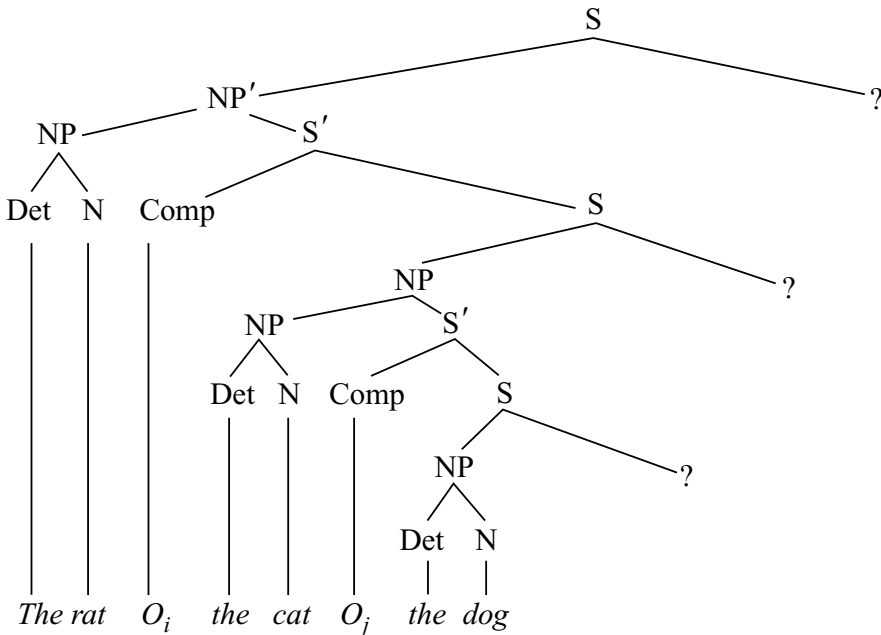 S
NP′ ?
NP S′
Det N Comp S
NP ?
NP S′
Det N Comp S
NP ?
Det N
The rat O_i the cat O_j the dog